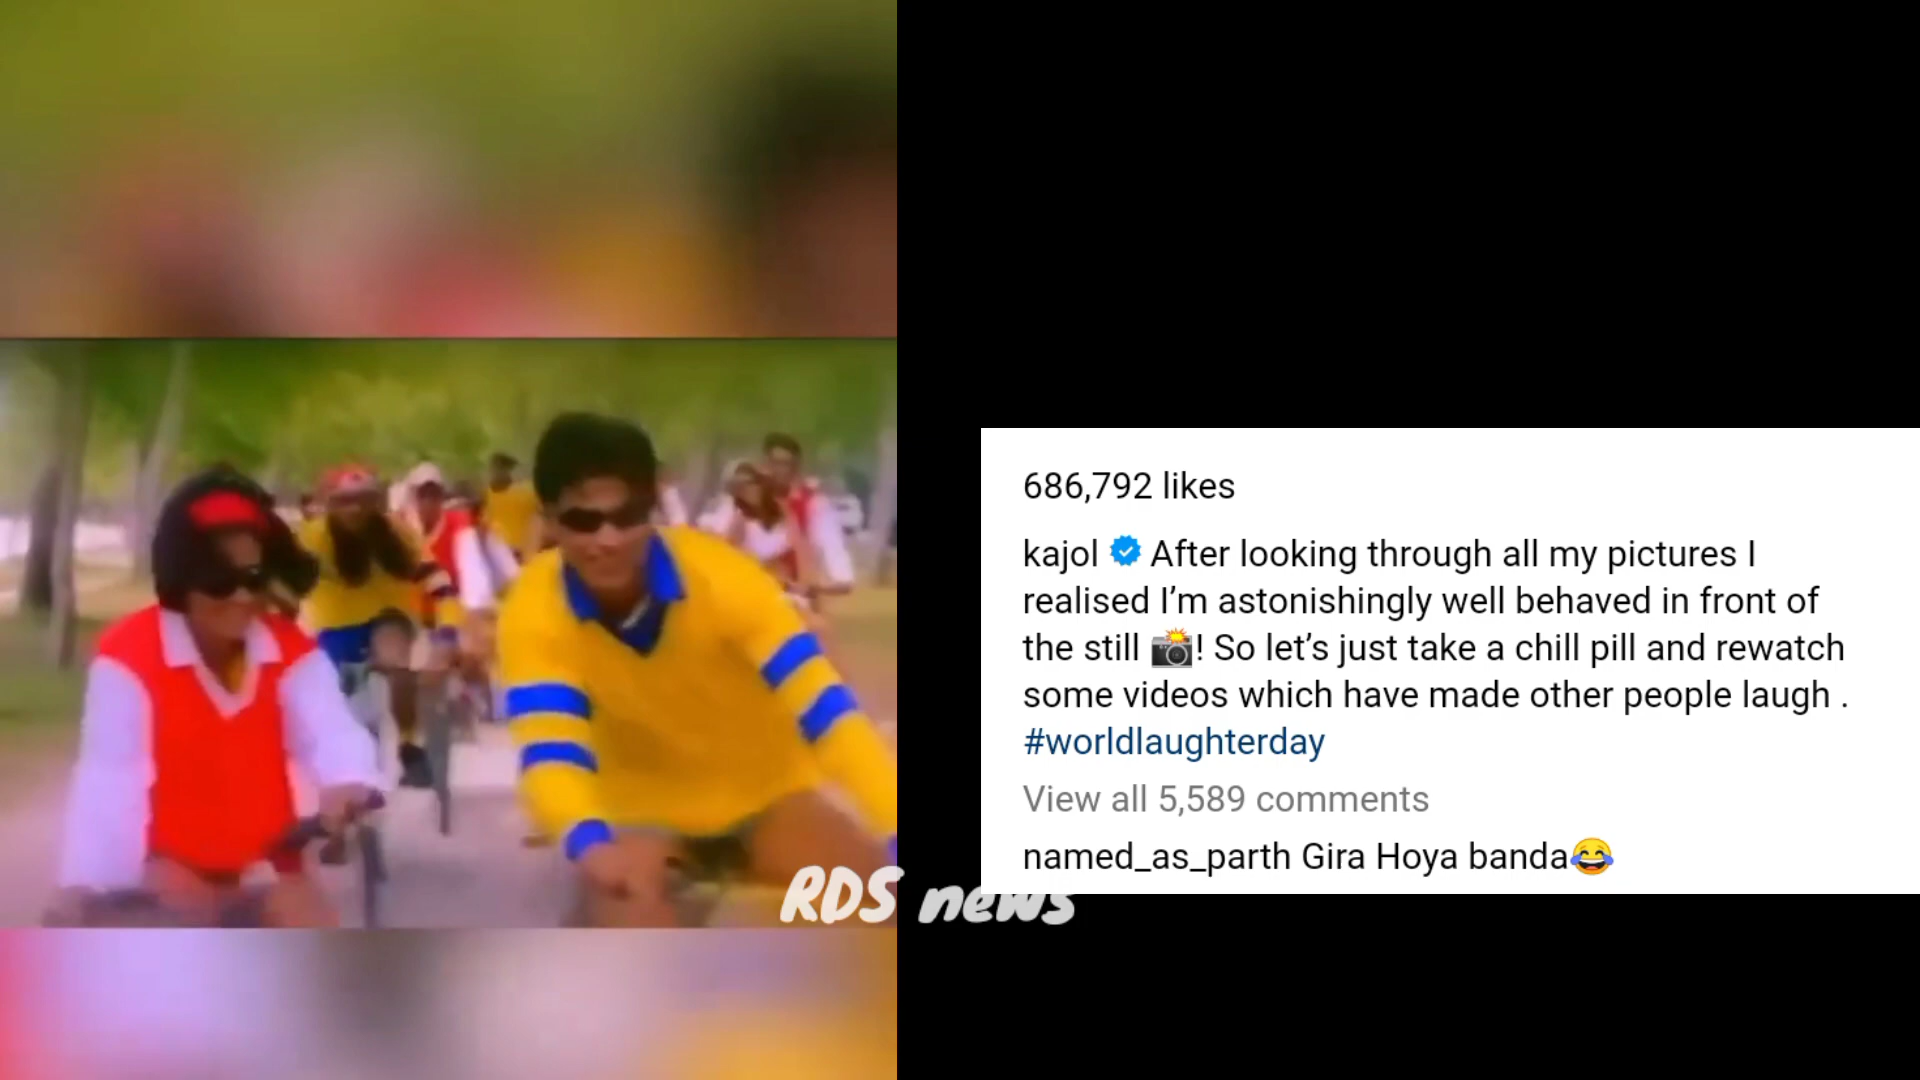 686,792 likes
kajol After looking through all my pictures I
realised I’m astonishingly well behaved in front of
the still 📸! So let’s just take a chill pill and rewatch
some videos which have made other people laugh .
#worldlaughterday
View all 5,589 comments
named_as_parth Gira Hoya banda😂
RDS news